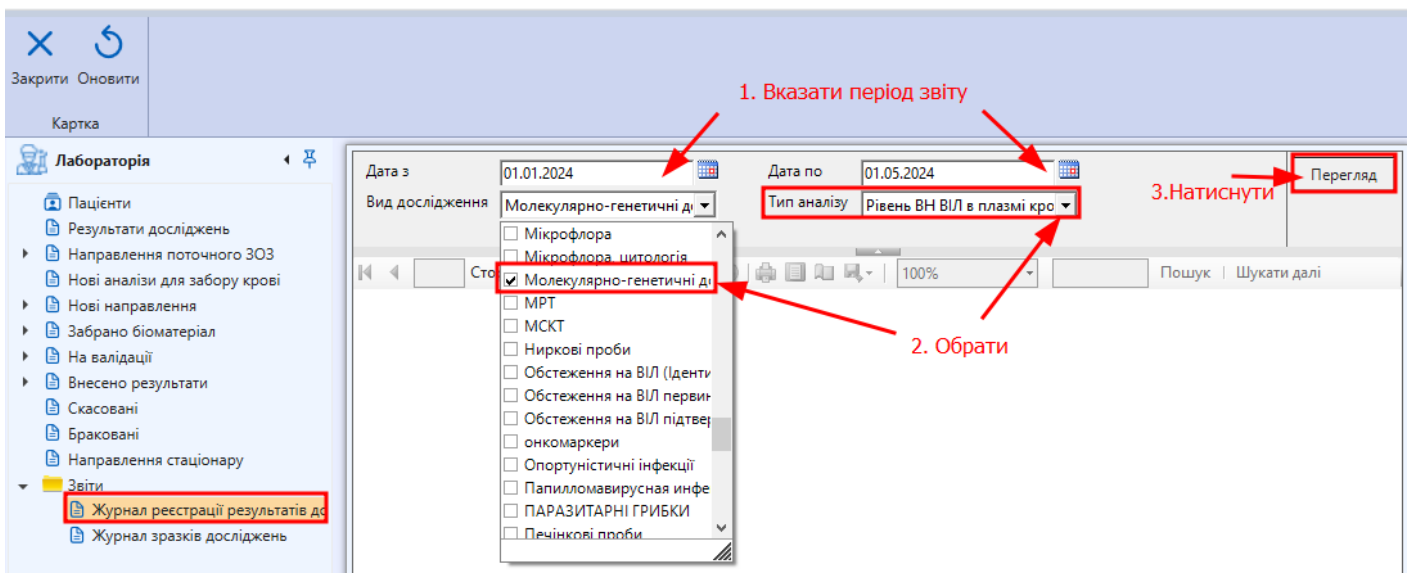 Закрити Оновити
Картка
1. Вказати період звіту
Лабораторія
Пацієнти
Результати досліджень
Направлення поточного ЗОЗ
Нові аналізи для забору крові
Нові направлення
Забрано біоматеріал
На валідації
Внесено результати
Скасовані
Браковані
Направлення стаціонару
Звіти
Журнал реєстрації результатів до
Журнал зразків досліджень
Дата з 01.01.2024 Дата по 01.05.2024 Перегляд
Вид дослідження Молекулярно-генетичні д Тип аналізу Рівень ВН ВІЛ в плазмі кро
3.Натиснути
Сто 100% Пошук Шукати далі
Мікрофлора
Мікрофлора, цитологія
Молекулярно-генетичні д
МРТ
МСКТ
Ниркові проби
Обстеження на ВІЛ (Іденти
Обстеження на ВІЛ первин
Обстеження на ВІЛ підтвер
онкомаркери
Опортуністичні інфекції
Папилломавирусная инфе
ПАРАЗИТАРНІ ГРИБКИ
Печінкові проби
2. Обрати